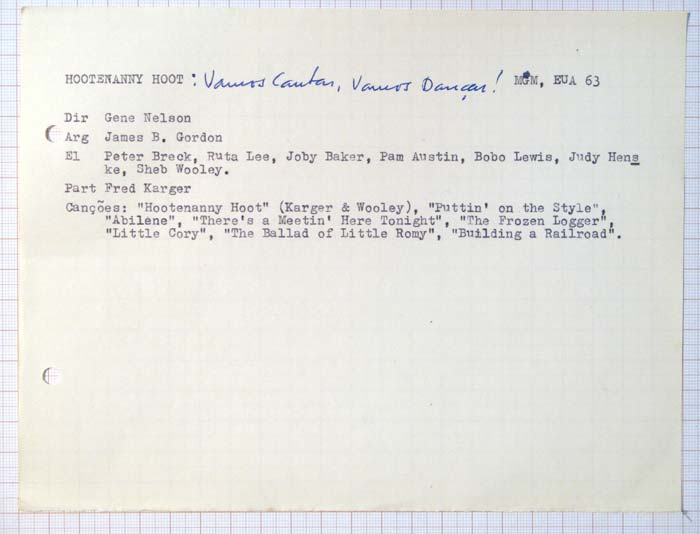 HOOTENANNY HOOT : Vamos Cantar, Vamos Dançar! MGM, EUA 63
Dir Gene Nelson
Arg James B. Gordon
El Peter Breck, Ruta Lee, Joby Baker, Pam Austin, Bobo Lewis, Judy Hens
ke, Sheb Wooley.
Part Fred Karger
Canções: "Hootenanny Hoot" (Karger & Wooley), "Puttin' on the Style",
"Abilene", "There's a Meetin' Here Tonight", "The Frozen Logger",
"Little Cory", "The Ballad of Little Romy", "Building a Railroad".